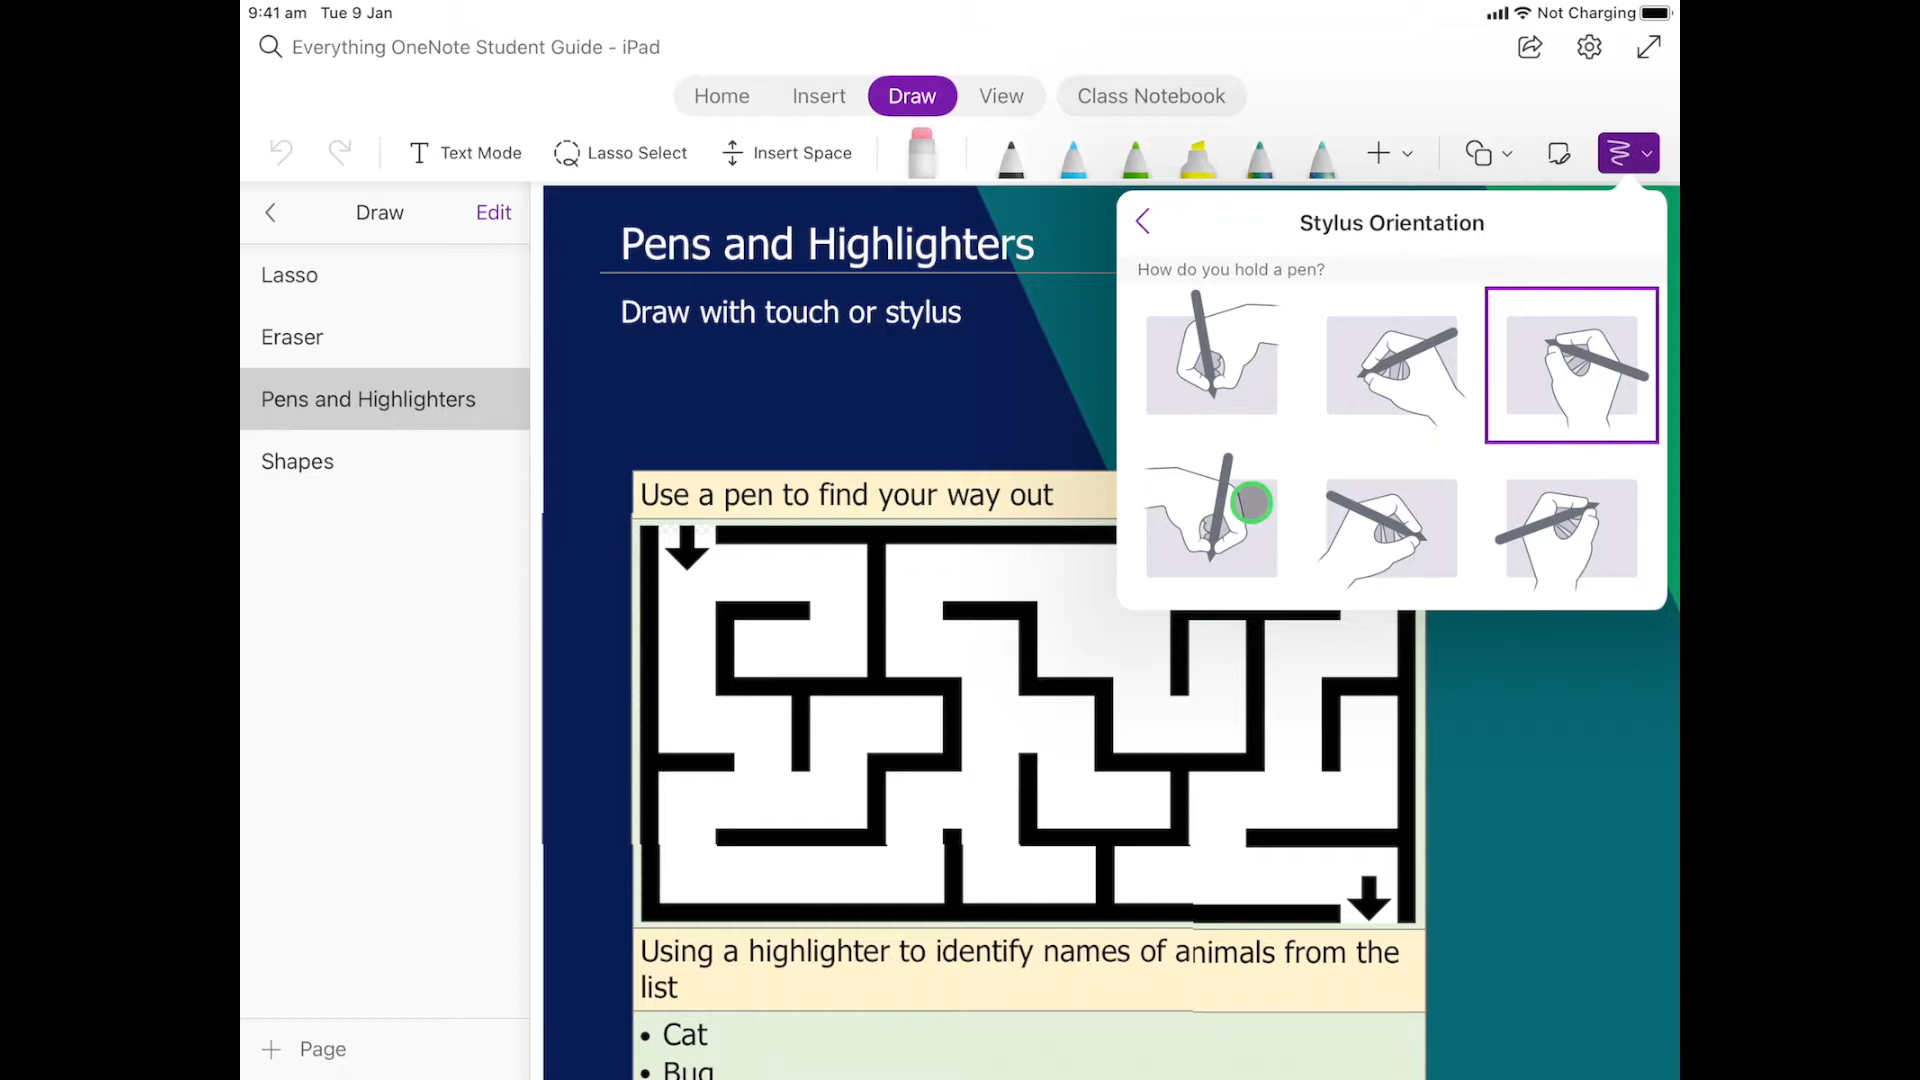 9:41 am Tue 9 Jan
Not Charging
Everything OneNote Student Guide - iPad
Home Insert Draw View Class Notebook
Text Mode Lasso Select Insert Space
Draw Edit
Lasso
Eraser
Pens and Highlighters
Shapes
Page
Pens and Highlighters
Draw with touch or stylus
Stylus Orientation
How do you hold a pen?
Use a pen to find your way out
Using a highlighter to identify names of animals from the
list
• Cat
• Bug